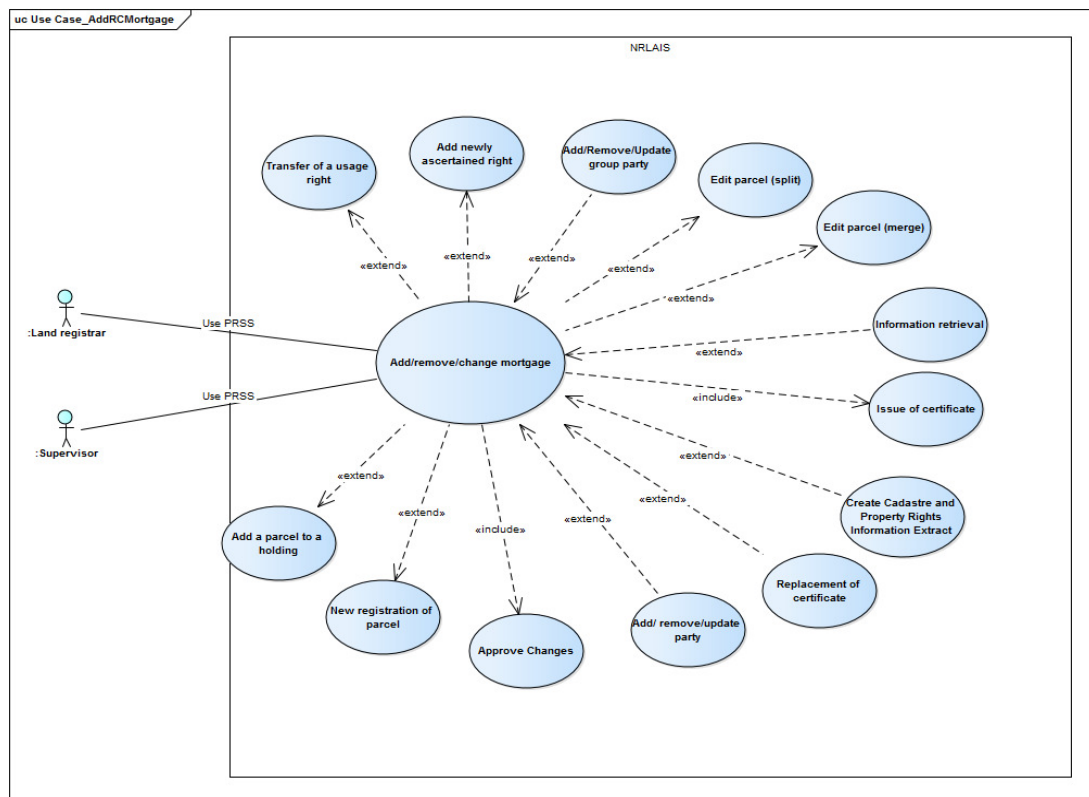 uc Use Case_AddRCMortgage
NRLAIS
Transfer of a usage
right
Add newly
ascertained right
Add/Remove/Update
group party
Edit parcel (split)
Edit parcel (merge)
«extend»
«extend»
«extend»
«extend»
«extend»
:Land registrar
Use PRSS
Add/remove/change mortgage
Information retrieval
«extend»
Use PRSS
:Supervisor
«include»
Issue of certificate
«extend»
«extend»
«extend»
«extend»
«include»
«extend»
Create Cadastre and
Property Rights
Information Extract
Add a parcel to a
holding
New registration of
parcel
Approve Changes
Add/ remove/update
party
Replacement of
certificate